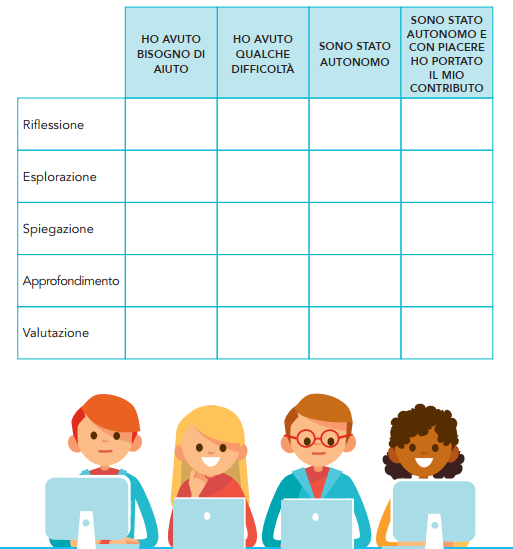 HO AVUTO
BISOGNO DI
AIUTO
HO AVUTO
QUALCHE
DIFFICOLTÀ
SONO STATO
AUTONOMO
SONO STATO
AUTONOMO E
CON PIACERE
HO PORTATO
IL MIO
CONTRIBUTO
Riflessione
Esplorazione
Spiegazione
Approfondimento
Valutazione